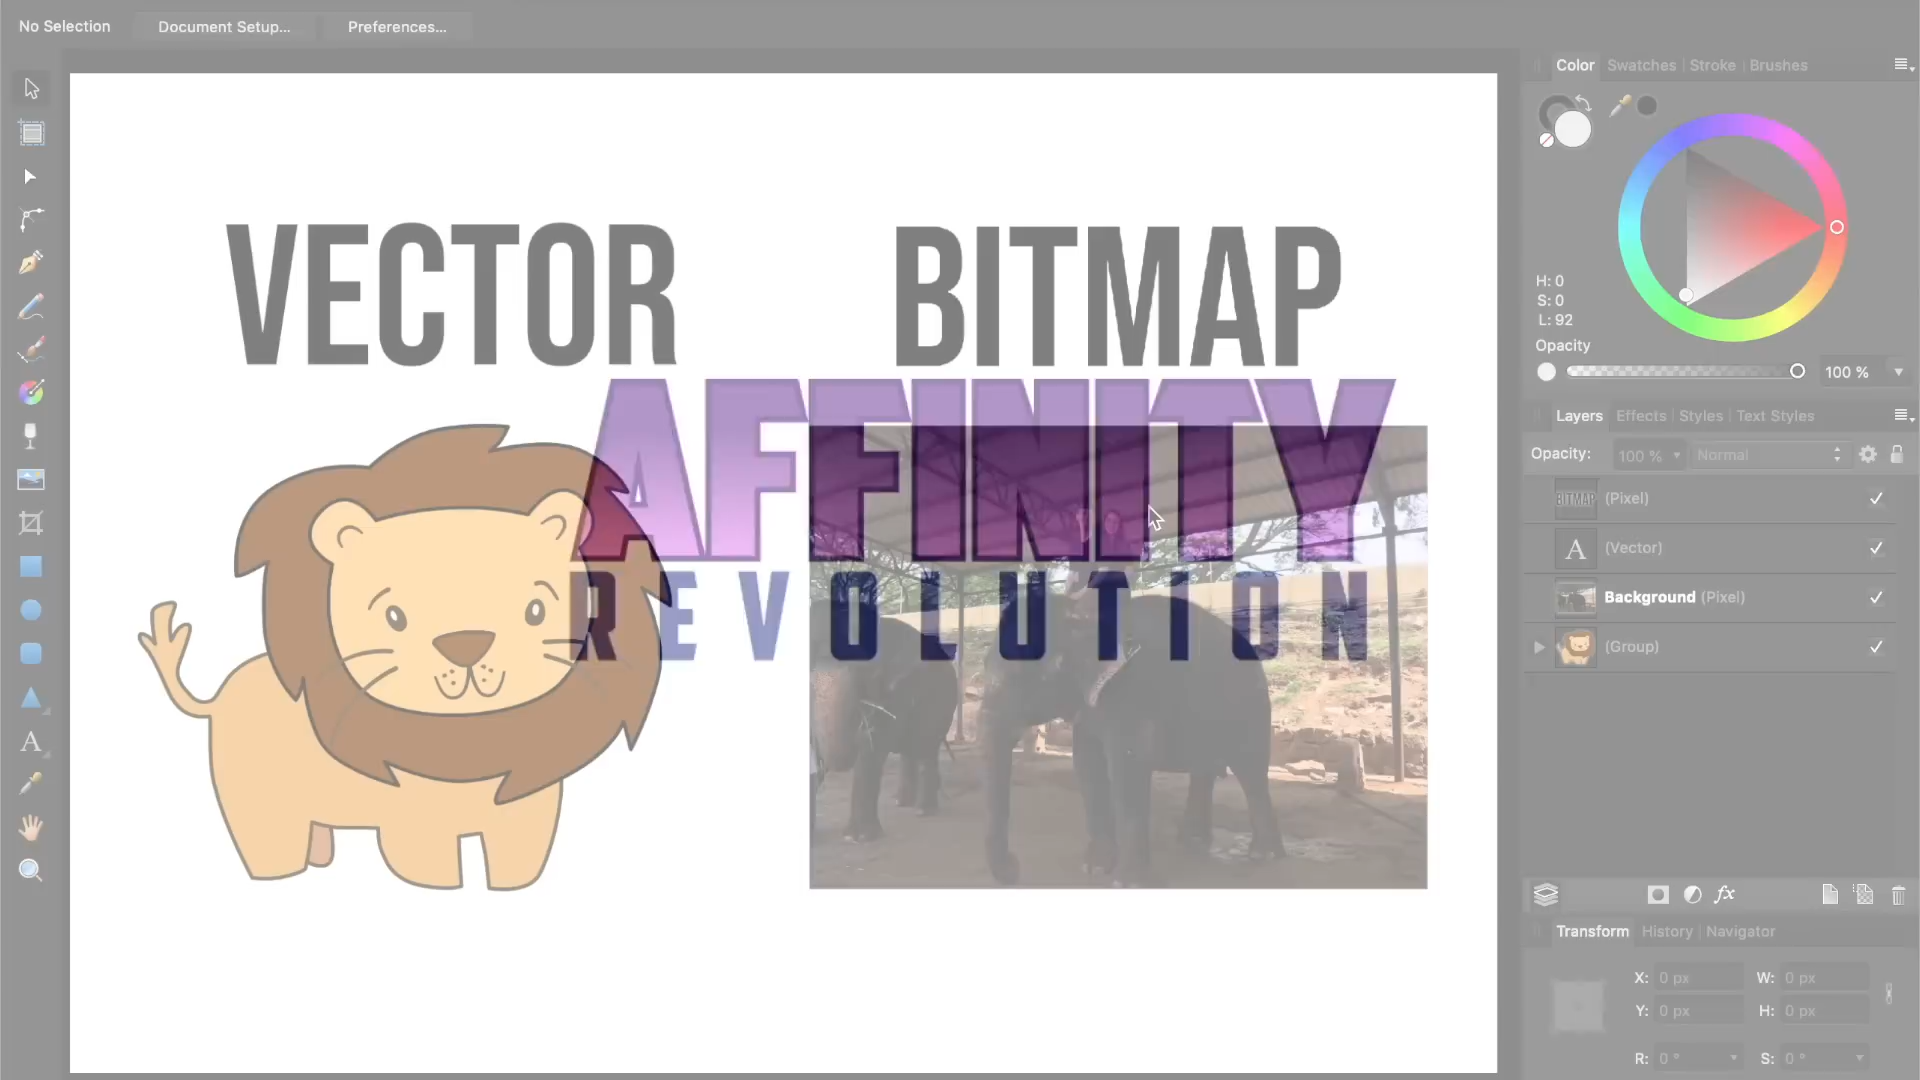 No Selection
Document Setup...
Preferences...
Color Swatches Stroke Brushes
H: 0
S: 0
L: 92
Opacity
100 %
VECTOR
BITMAP
AFFINITY
REVOLUTION
Layers Effects Styles Text Styles
Opacity: 100 % Normal
BITMAP (Pixel)
A (Vector)
Background (Pixel)
(Group)
fx
Transform History Navigator
X: 0 px W: 0 px
Y: 0 px H: 0 px
R: 0 ° S: 0 °